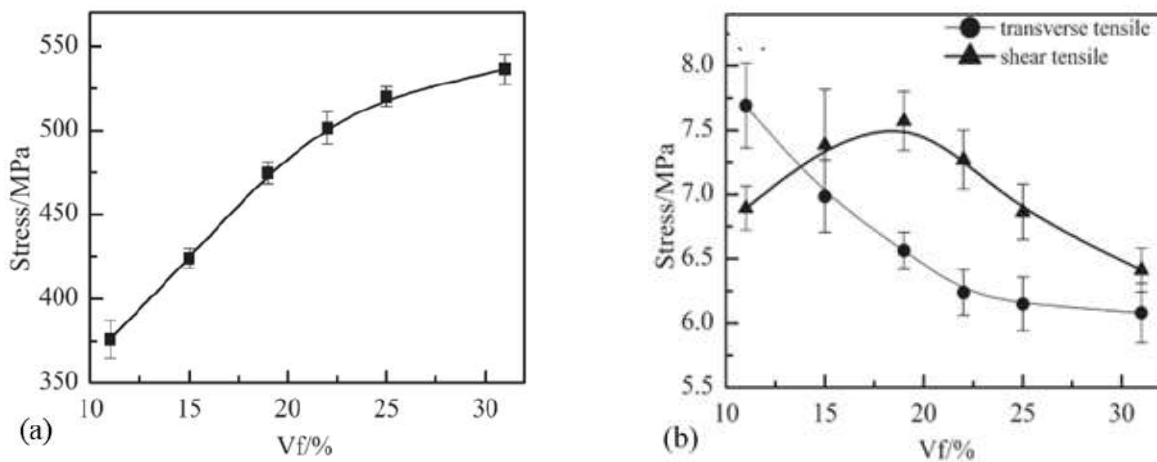 550
500
450
400
350
Stress/MPa
10 15 20 25 30
Vf/%
(a)
transverse tensile
shear tensile
8.0
7.5
7.0
6.5
6.0
5.5
Stress/MPa
10 15 20 25 30
Vf/%
(b)